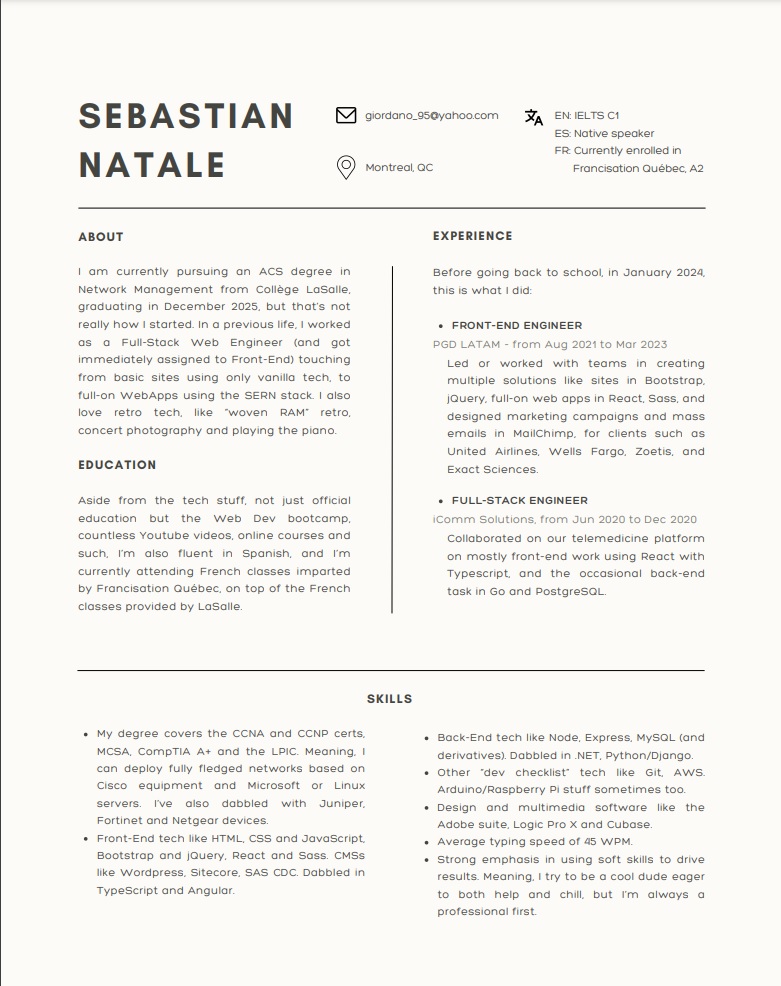 SEBASTIAN
NATALE
giordano_95@yahoo.com
Montreal, QC
EN: IELTS C1
ES: Native speaker
FR: Currently enrolled in
Francisation Québec, A2
ABOUT
I am currently pursuing an ACS degree in
Network Management from Collège LaSalle,
graduating in December 2025, but that's not
really how I started. In a previous life, I worked
as a Full-Stack Web Engineer (and got
immediately assigned to Front-End) touching
from basic sites using only vanilla tech, to
full-on WebApps using the SERN stack. I also
love retro tech, like "woven RAM" retro,
concert photography and playing the piano.
EDUCATION
Aside from the tech stuff, not just official
education but the Web Dev bootcamp,
countless Youtube videos, online courses and
such, I'm also fluent in Spanish, and I'm
currently attending French classes imparted
by Francisation Québec, on top of the French
classes provided by LaSalle.
EXPERIENCE
Before going back to school, in January 2024,
this is what I did:
• FRONT-END ENGINEER
PGD LATAM - from Aug 2021 to Mar 2023
Led or worked with teams in creating
multiple solutions like sites in Bootstrap,
jQuery, full-on web apps in React, Sass, and
designed marketing campaigns and mass
emails in MailChimp, for clients such as
United Airlines, Wells Fargo, Zoetis, and
Exact Sciences.
• FULL-STACK ENGINEER
iComm Solutions, from Jun 2020 to Dec 2020
Collaborated on our telemedicine platform
on mostly front-end work using React with
Typescript, and the occasional back-end
task in Go and PostgreSQL.
SKILLS
• My degree covers the CCNA and CCNP certs,
MCSA, CompTIA A+ and the LPIC. Meaning, I
can deploy fully fledged networks based on
Cisco equipment and Microsoft or Linux
servers. I've also dabbled with Juniper,
Fortinet and Netgear devices.
• Front-End tech like HTML, CSS and JavaScript,
Bootstrap and jQuery, React and Sass. CMSs
like Wordpress, Sitecore, SAS CDC. Dabbled in
TypeScript and Angular.
• Back-End tech like Node, Express, MySQL (and
derivatives). Dabbled in .NET, Python/Django.
• Other "dev checklist" tech like Git, AWS.
Arduino/Raspberry Pi stuff sometimes too.
• Design and multimedia software like the
Adobe suite, Logic Pro X and Cubase.
• Average typing speed of 45 WPM.
• Strong emphasis in using soft skills to drive
results. Meaning, I try to be a cool dude eager
to both help and chill, but I'm always a
professional first.